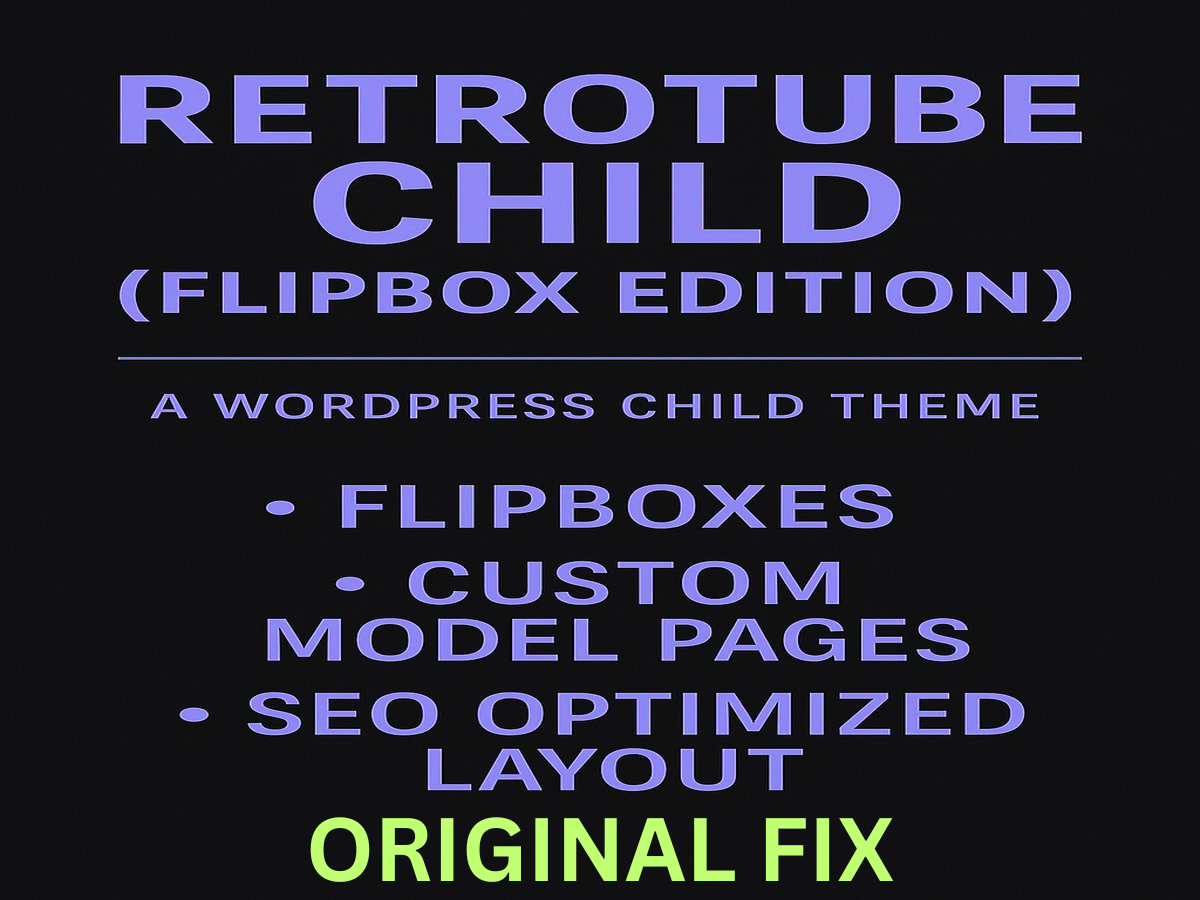 RETROTUBE
CHILD
(FLIPBOX EDITION)
A WORDPRESS CHILD THEME
• FLIPBOXES
• CUSTOM
MODEL PAGES
• SEO OPTIMIZED
LAYOUT
ORIGINAL FIX